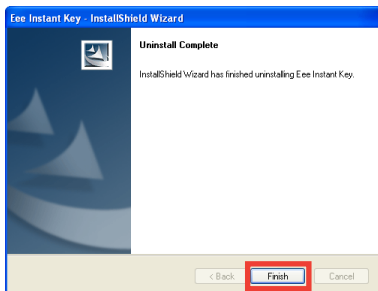 Eee Instant Key - InstallShield Wizard
Uninstall Complete
InstallShield Wizard has finished uninstalling Eee Instant Key.
< Back
Finish
Cancel